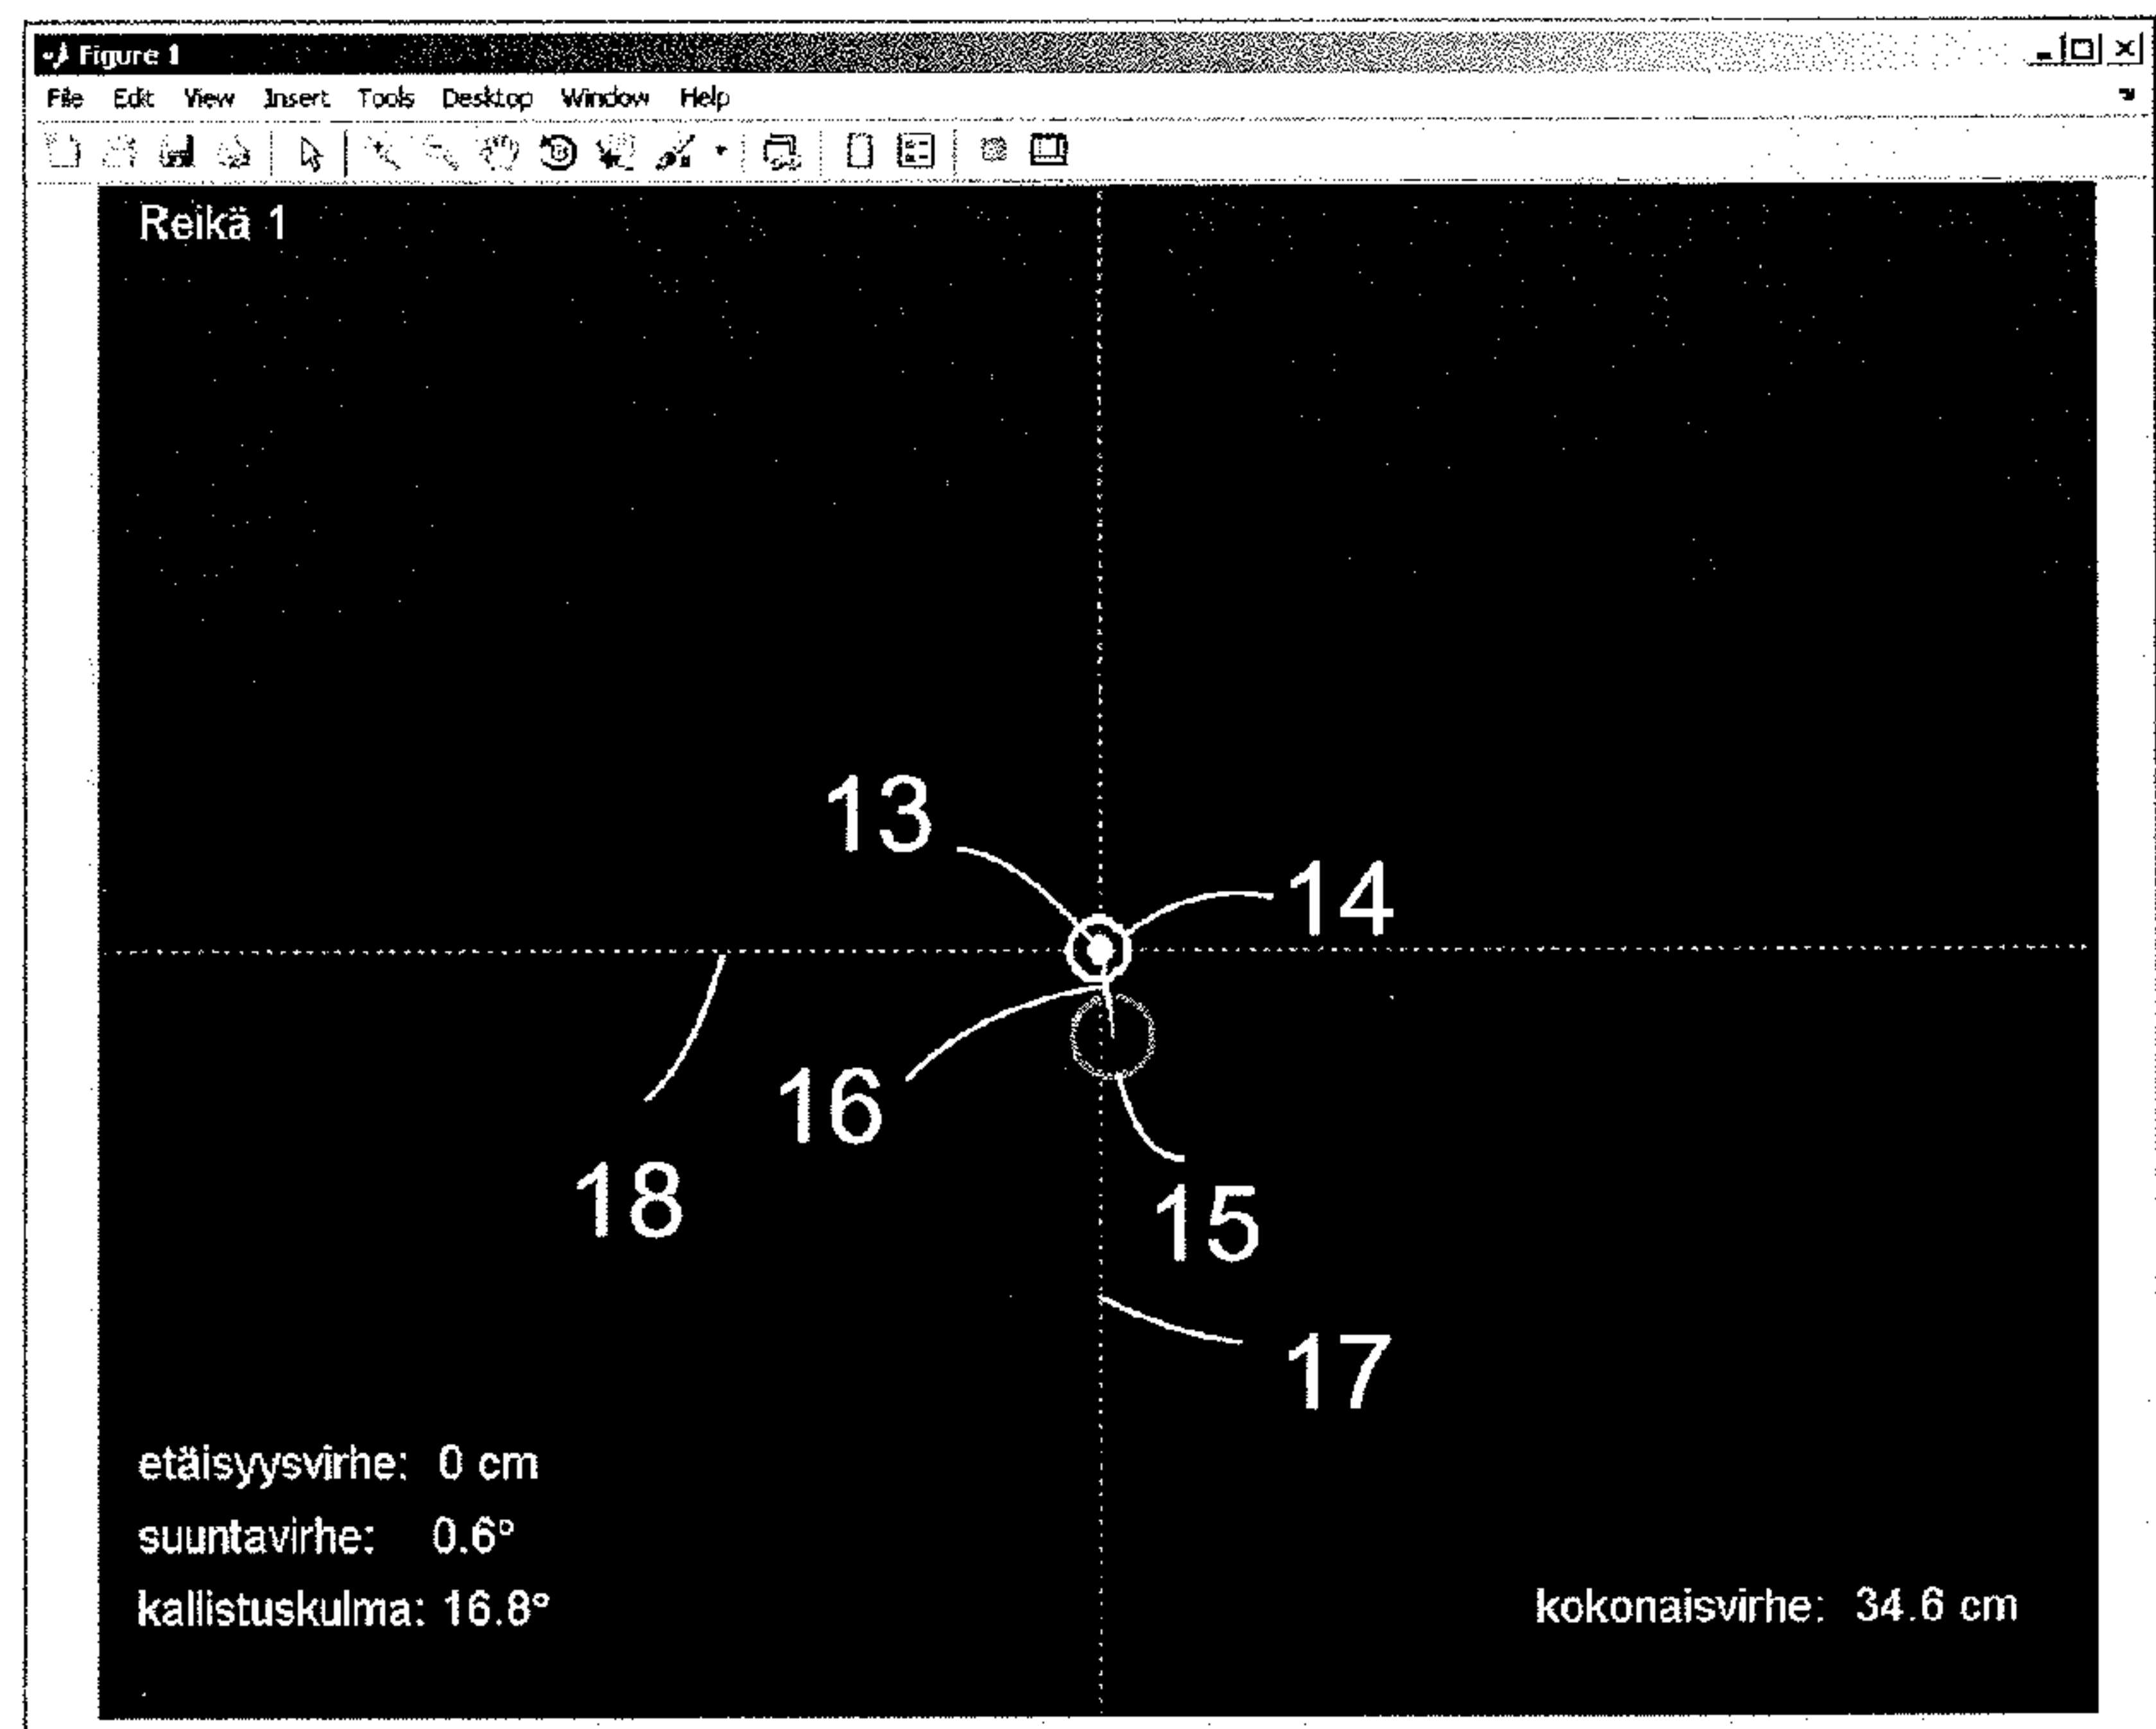 Figure 1
File Edit View Insert Tools Desktop Window Help
Reikä 1
13
14
16
18
15
17
etäisyysvirhe: 0 cm
suuntavirhe: 0.6°
kallistuskulma: 16.8°
kokonaisvirhe: 34.6 cm